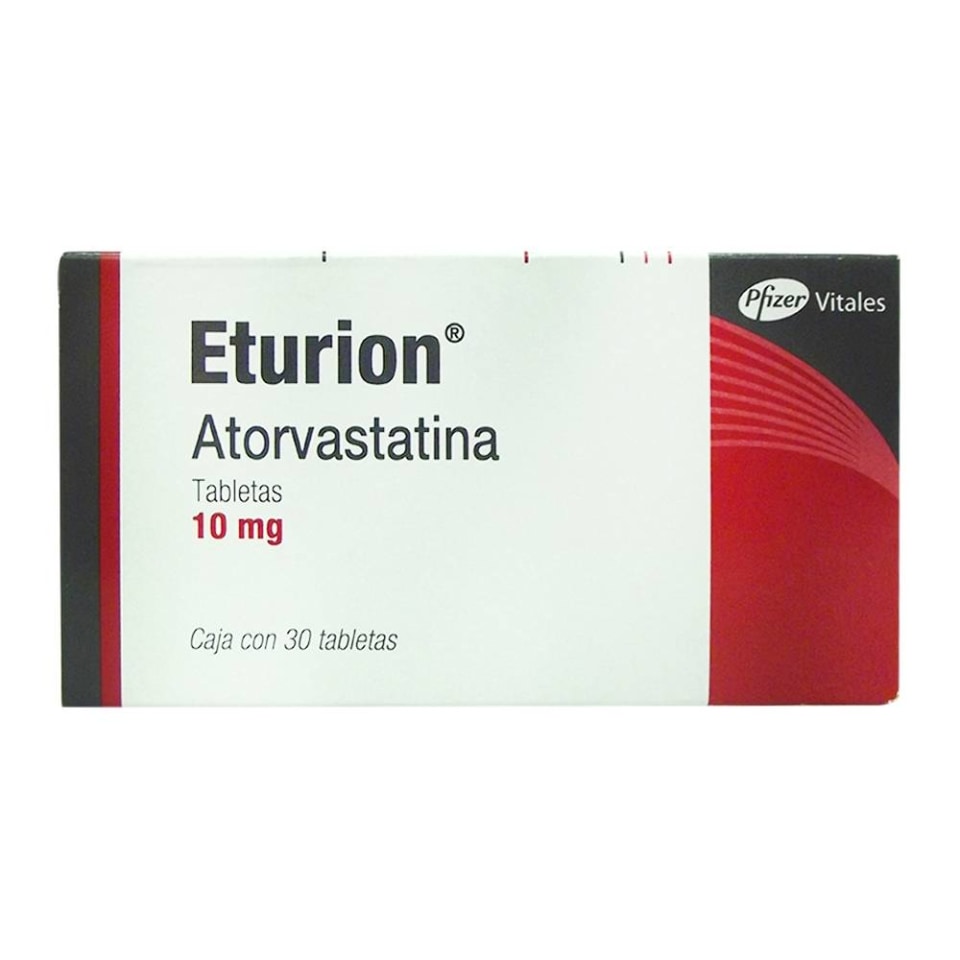 Pfizer Vitales
Eturion®
Atorvastatina
Tabletas
10 mg
Caja con 30 tabletas